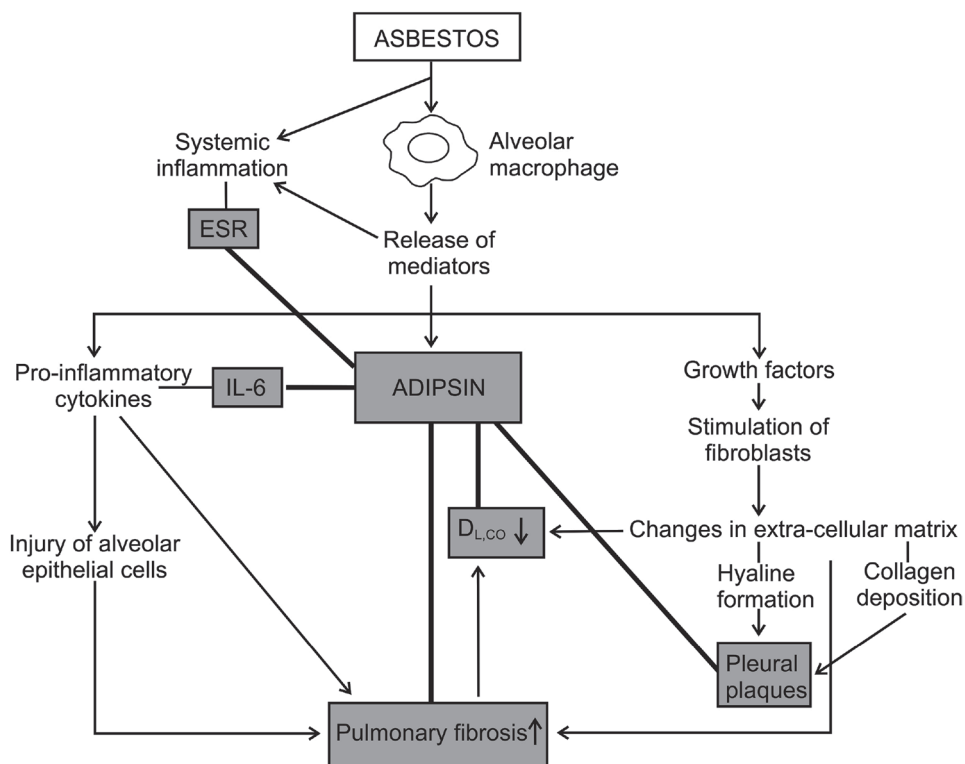 ASBESTOS
Systemic
inflammation
Alveolar
macrophage
ESR
Release of
mediators
Pro-inflammatory
cytokines
IL-6
ADIPSIN
Growth factors
Stimulation of
fibroblasts
DL,CO ↓
Changes in extra-cellular matrix
Injury of alveolar
epithelial cells
Hyaline
formation
Collagen
deposition
Pleural
plaques
Pulmonary fibrosis↑